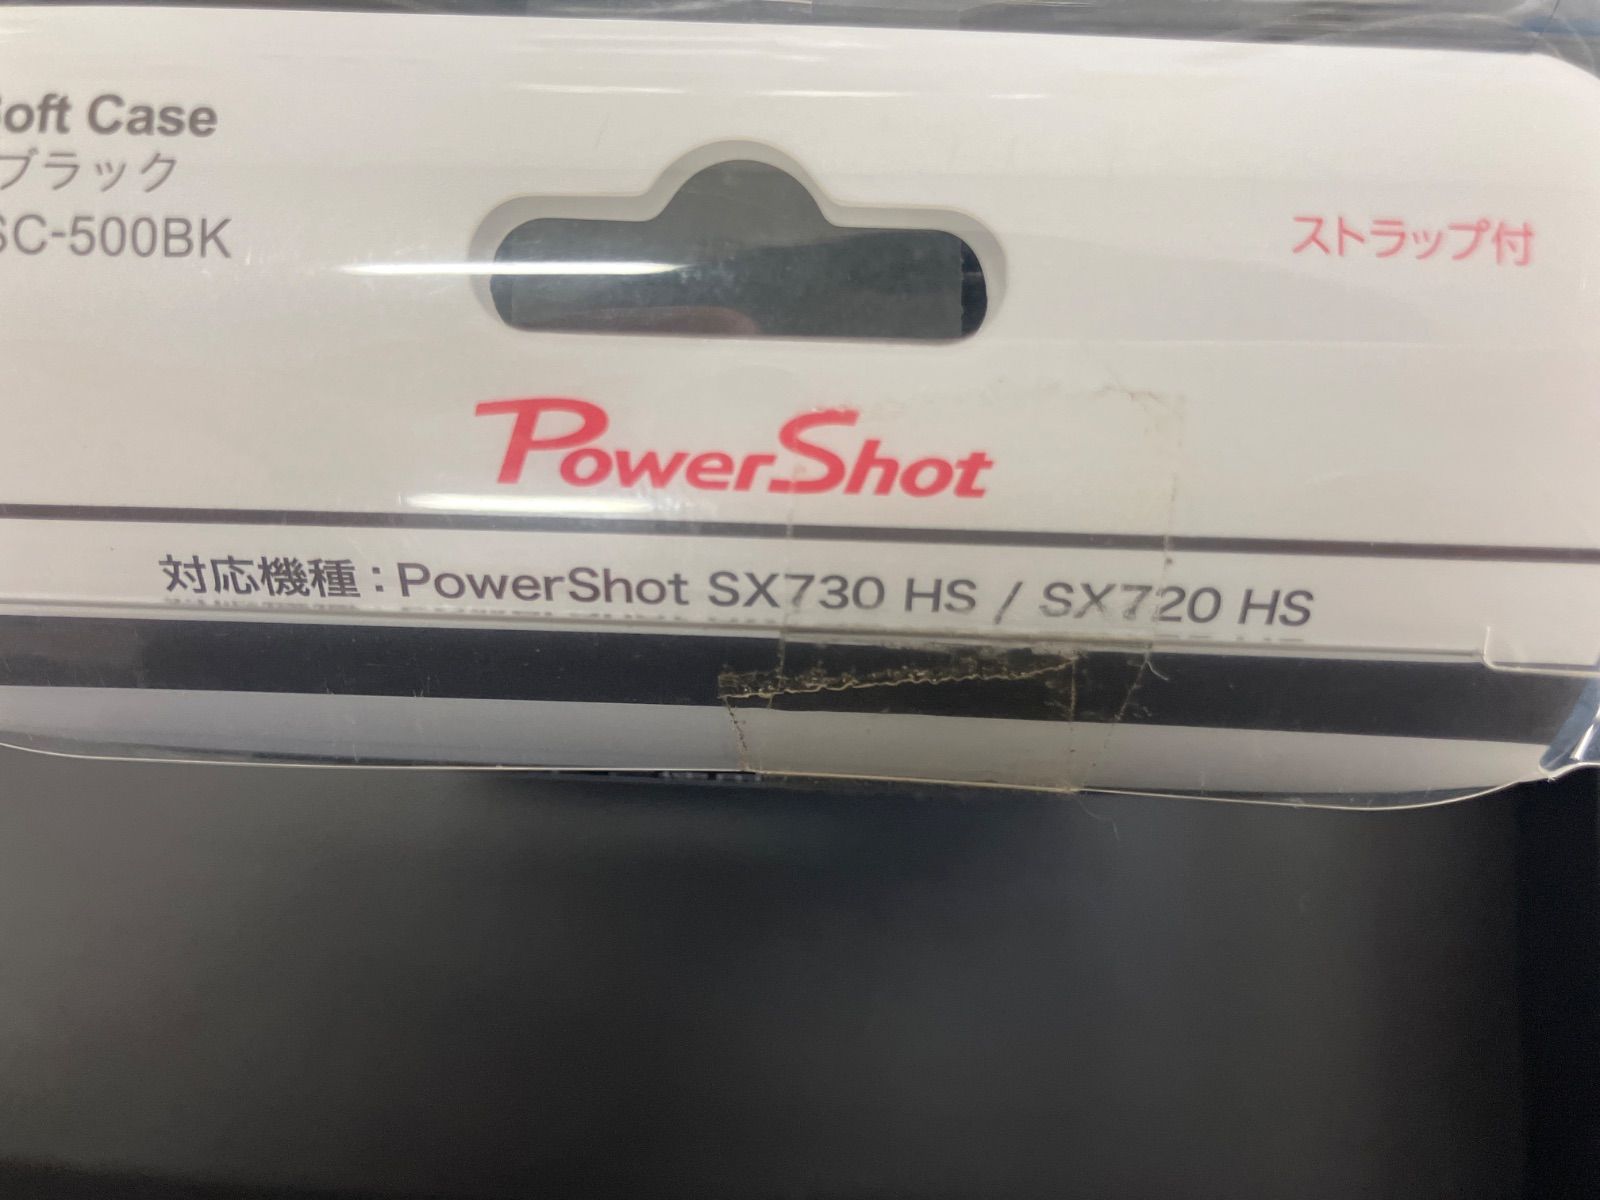 Soft Case
ブラック
SC-500BK
ストラップ付
PowerShot
対応機種：PowerShot SX730 HS / SX720 HS